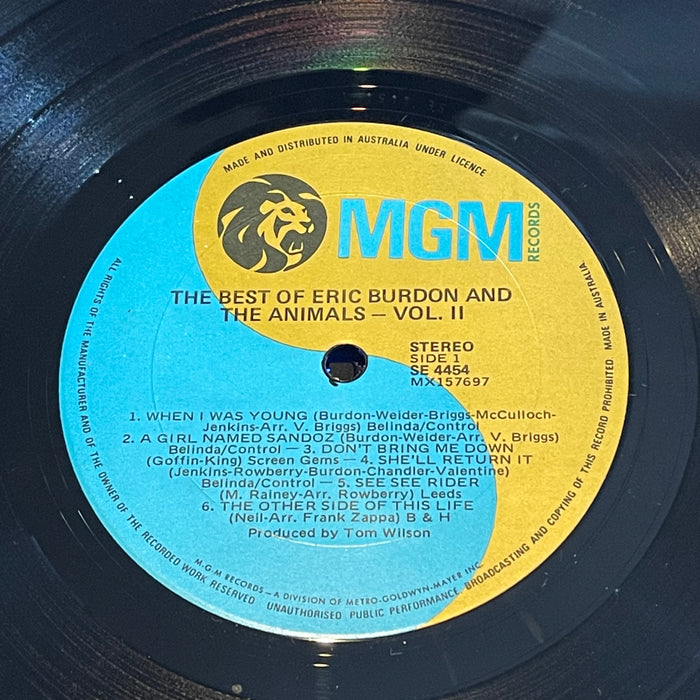 MADE AND DISTRIBUTED IN AUSTRALIA UNDER LICENCE
MGM
RECORDS
THE BEST OF ERIC BURDON AND
THE ANIMALS – VOL. II
STEREO
SIDE 1
SE 4454
MX157697
1. WHEN I WAS YOUNG (Burdon-Weider-Briggs-McCulloch-
Jenkins-Arr. V. Briggs) Belinda/Control
2. A GIRL NAMED SANDOZ (Burdon-Weider-Arr. V. Briggs)
Belinda/Control – 3. DON'T BRING ME DOWN
(Goffin-King) Screen Gems – 4. SHE'LL RETURN IT
(Jenkins-Rowberry-Burdon-Chandler-Valentine)
Belinda/Control – 5. SEE SEE RIDER
(M. Rainey-Arr. Rowberry) Leeds
6. THE OTHER SIDE OF THIS LIFE
(Neil-Arr. Frank Zappa) B & H
Produced by Tom Wilson
M-G-M RECORDS – A DIVISION OF METRO-GOLDWYN-MAYER INC.
ALL RIGHTS OF THE MANUFACTURER AND OF THE OWNER OF THE RECORDED WORK RESERVED UNAUTHORISED PUBLIC PERFORMANCE, BROADCASTING AND COPYING OF THIS RECORD PROHIBITED MADE IN AUSTRALIA.